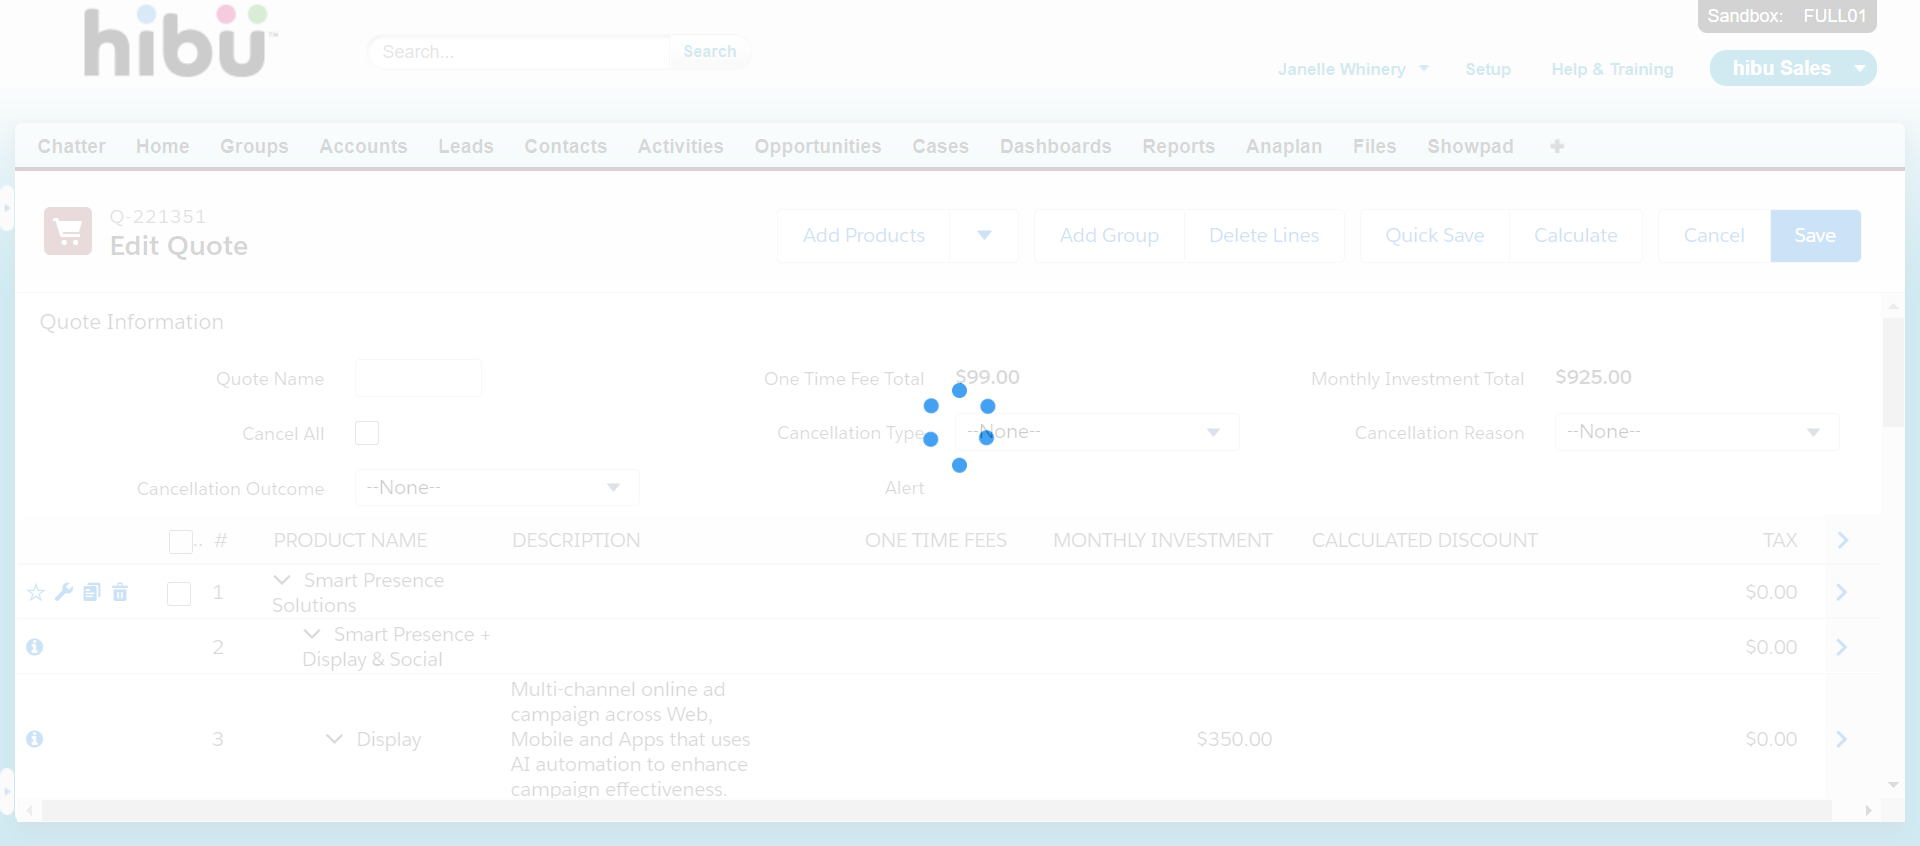 hibü™
Search...
Search
Sandbox: FULL01
Janelle Whinery
Setup
Help & Training
hibu Sales
Chatter Home Groups Accounts Leads Contacts Activities Opportunities Cases Dashboards Reports Anaplan Files Showpad
Q-221351
Edit Quote
Add Products
Add Group
Delete Lines
Quick Save
Calculate
Cancel
Save
Quote Information
Quote Name
One Time Fee Total $99.00
Monthly Investment Total $925.00
Cancel All
Cancellation Type --None--
Cancellation Reason --None--
Cancellation Outcome --None--
Alert
.. # PRODUCT NAME DESCRIPTION ONE TIME FEES MONTHLY INVESTMENT CALCULATED DISCOUNT TAX
1 Smart Presence
Solutions
$0.00
2 Smart Presence +
Display & Social
$0.00
3 Display
Multi-channel online ad
campaign across Web,
Mobile and Apps that uses
AI automation to enhance
campaign effectiveness.
$350.00
$0.00